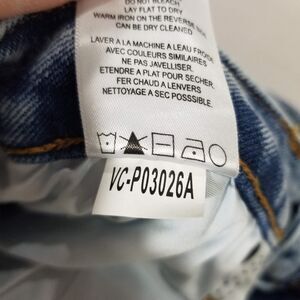 DO NOT BLEACH
LAY FLAT TO DRY
WARM IRON ON THE REVERSE SIDE
CAN BE DRY CLEANED
LAVER A LA MACHINE A L'EAU FROIDE
AVEC COULEURS SIMILAIRES
NE PAS JAVELLISER.
ETENDRE A PLAT POUR SECHER.
FER CHAUD A L'ENVERS
NETTOYAGE A SEC POSSSIBLE.
VC-P03026A